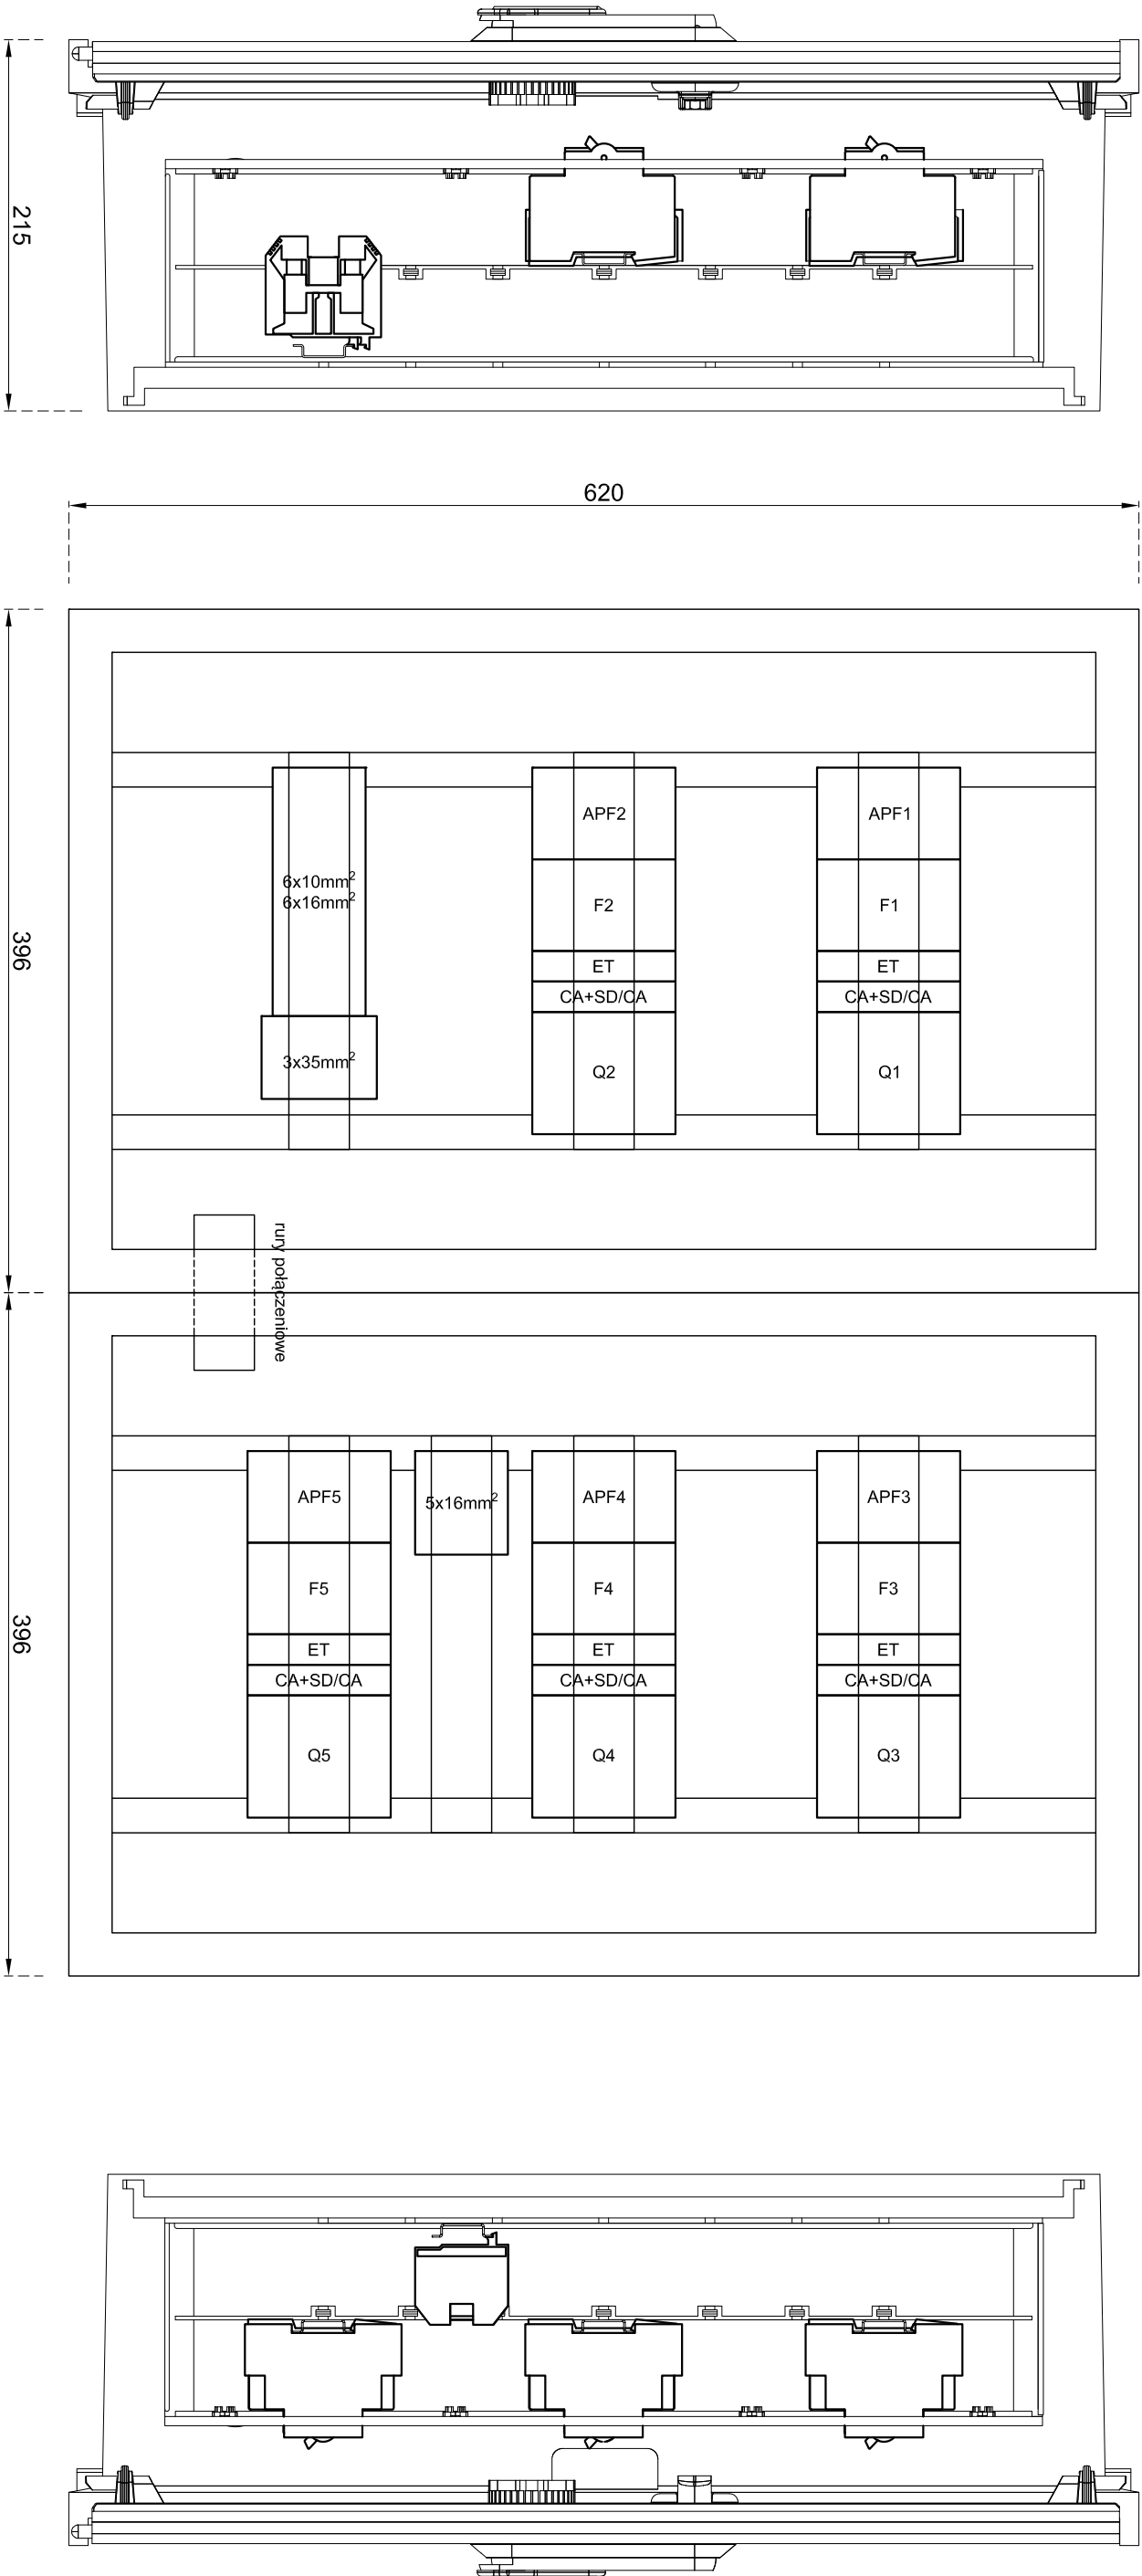 215
620
396
APF2
APF1
6x10mm²
6x16mm²
F2
F1
ET
ET
CA+SD/CA
CA+SD/CA
3x35mm²
Q2
Q1
rury połączeniowe
396
APF5
5x16mm²
APF4
APF3
F5
F4
F3
ET
ET
ET
CA+SD/CA
CA+SD/CA
CA+SD/CA
Q5
Q4
Q3